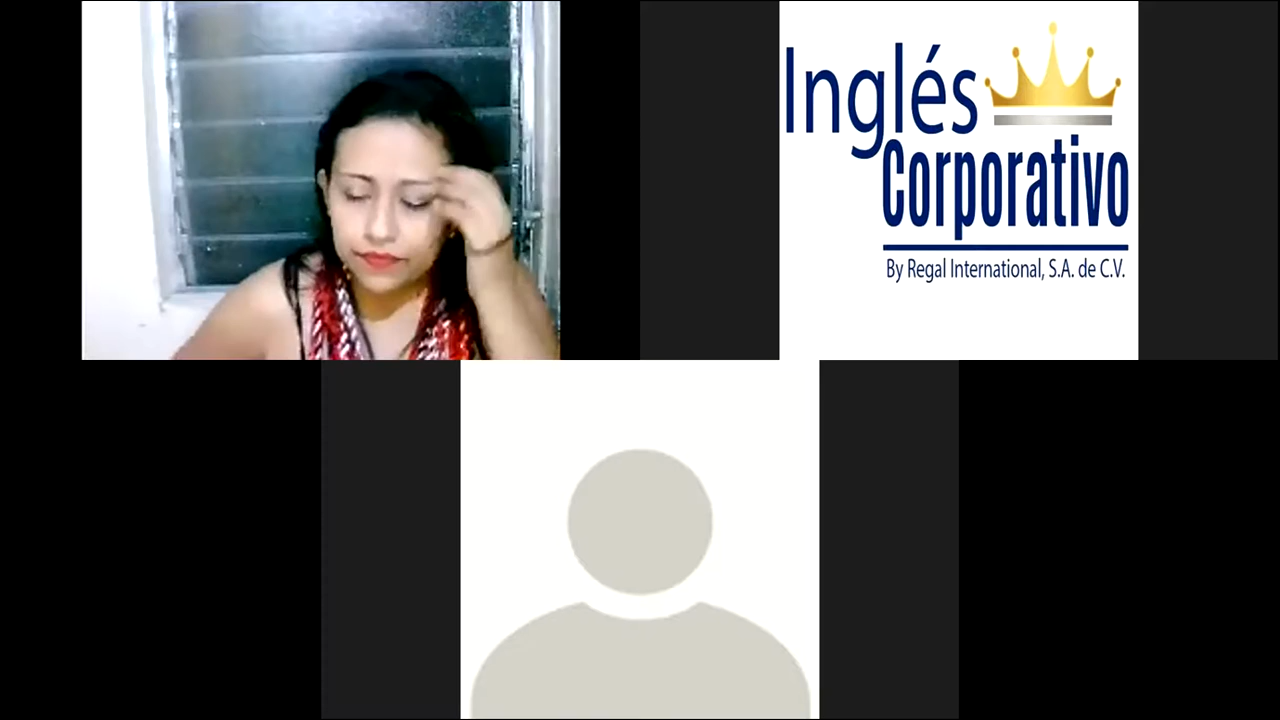 Inglés
Corporativo
By Regal International, S.A. de C.V.